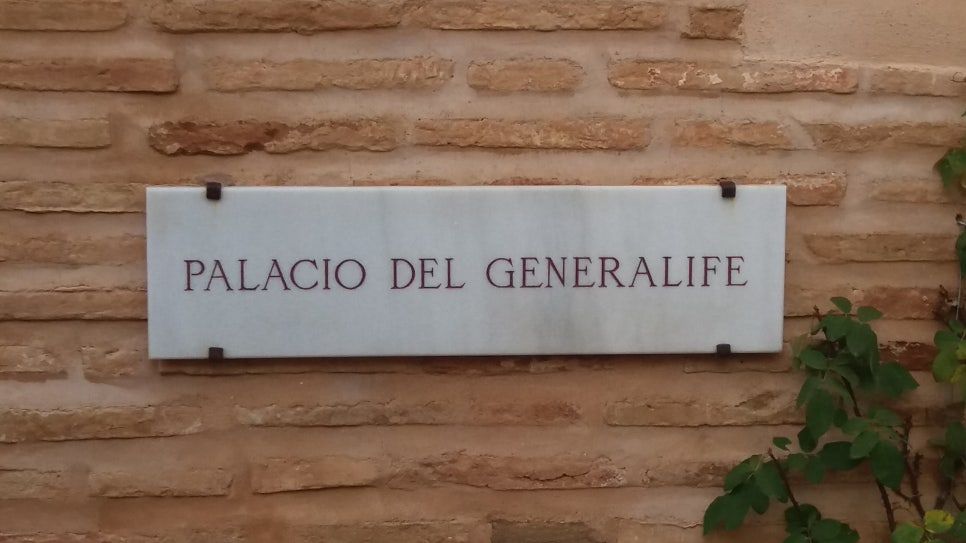 PALACIO DEL GENERALIFE